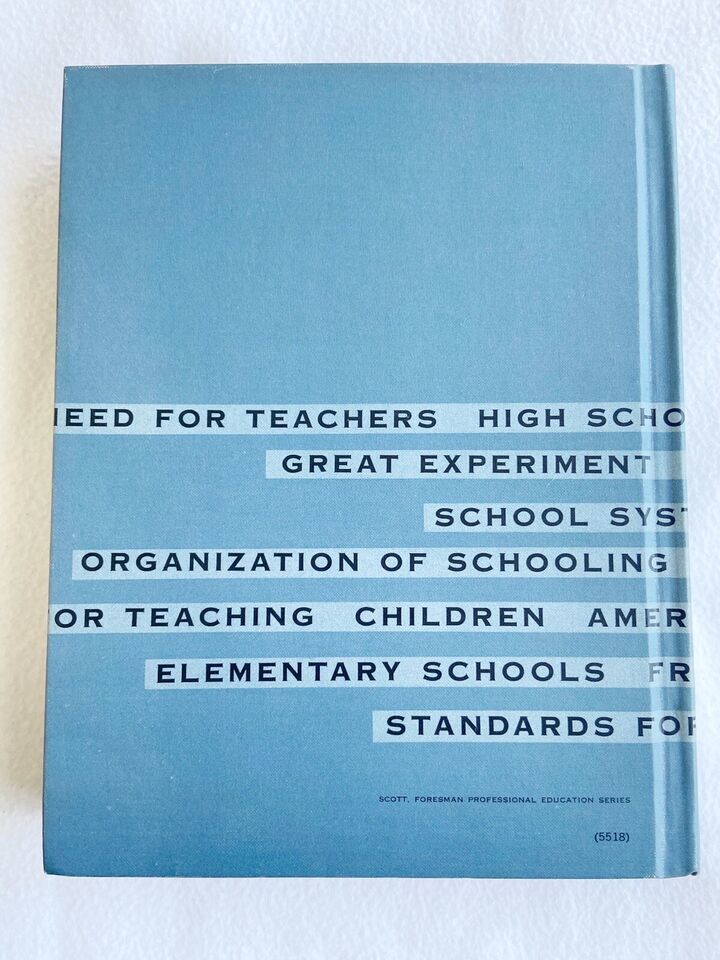 IEED FOR TEACHERS HIGH SCHO
GREAT EXPERIMENT
SCHOOL SYST
ORGANIZATION OF SCHOOLING
OR TEACHING CHILDREN AMER
ELEMENTARY SCHOOLS FR
STANDARDS FOR
SCOTT, FORESMAN PROFESSIONAL EDUCATION SERIES
(5518)